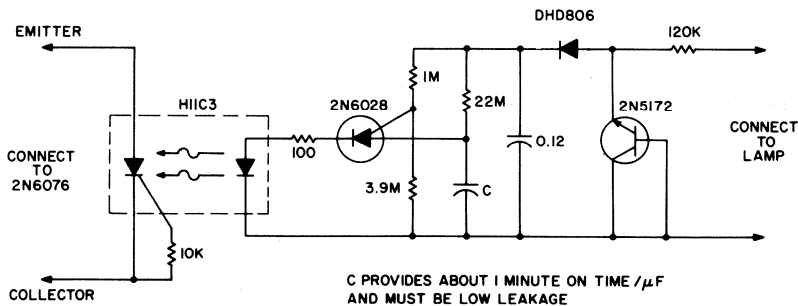 DHD806
EMITTER
120K
H11C3
1M
2N6028
22M
2N5172
CONNECT
TO
2N6076
100
0.12
CONNECT
TO
LAMP
3.9M
C
10K
COLLECTOR
C PROVIDES ABOUT 1 MINUTE ON TIME/μF
AND MUST BE LOW LEAKAGE